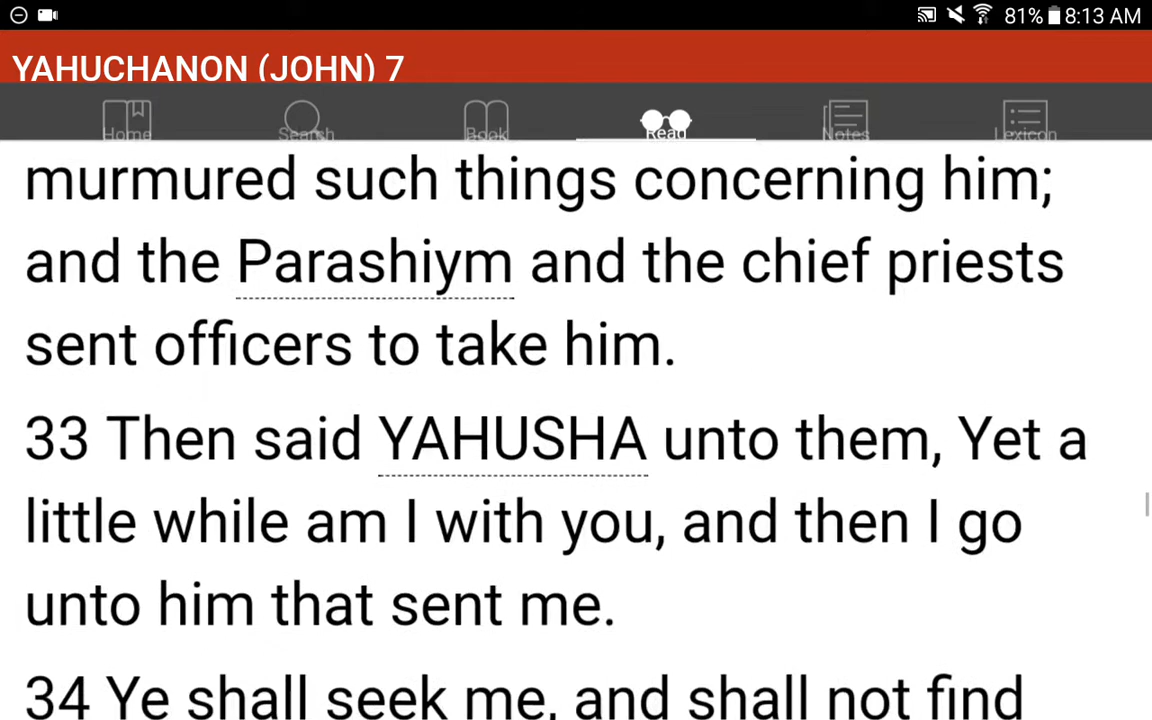 81% 8:13 AM
YAHUCHANON (JOHN) 7
Home Search Book Read Notes Lexicon
murmured such things concerning him;
and the Parashiym and the chief priests
sent officers to take him.
33 Then said YAHUSHA unto them, Yet a
little while am I with you, and then I go
unto him that sent me.
34 Ye shall seek me, and shall not find